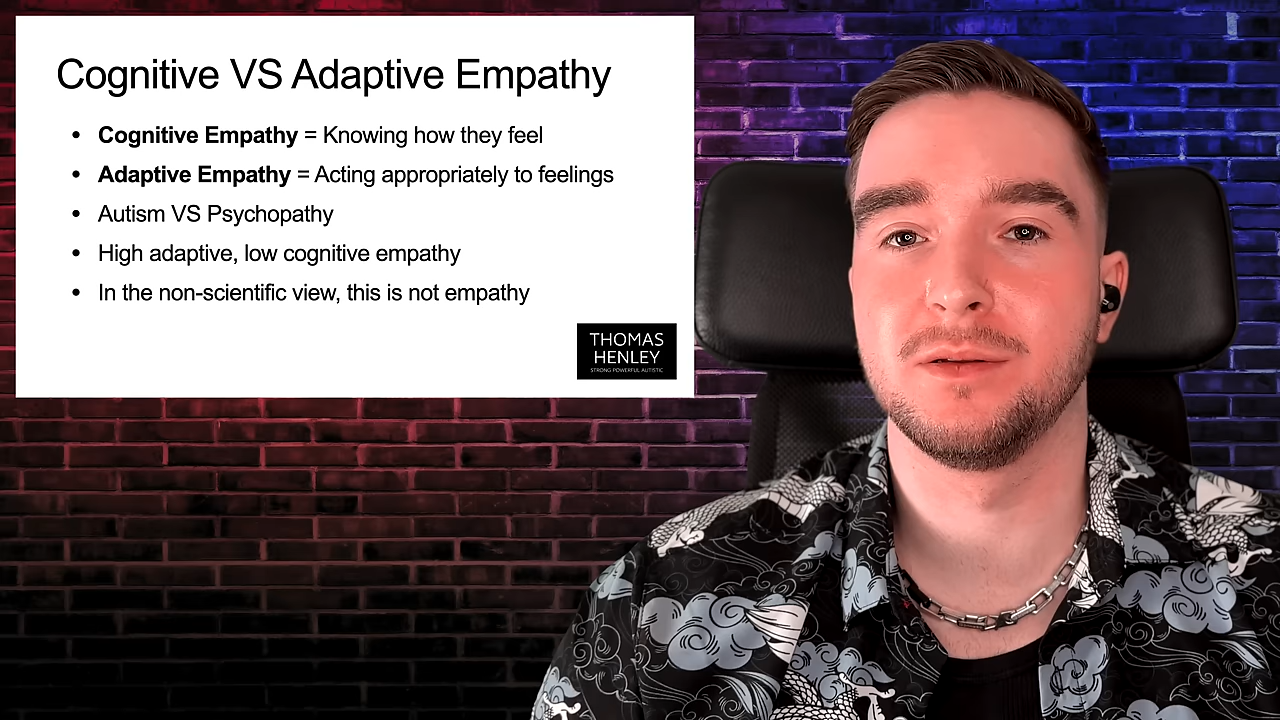 Cognitive VS Adaptive Empathy
• Cognitive Empathy = Knowing how they feel
• Adaptive Empathy = Acting appropriately to feelings
• Autism VS Psychopathy
• High adaptive, low cognitive empathy
• In the non-scientific view, this is not empathy
THOMAS
HENLEY
STRONG POWERFUL AUTISTIC